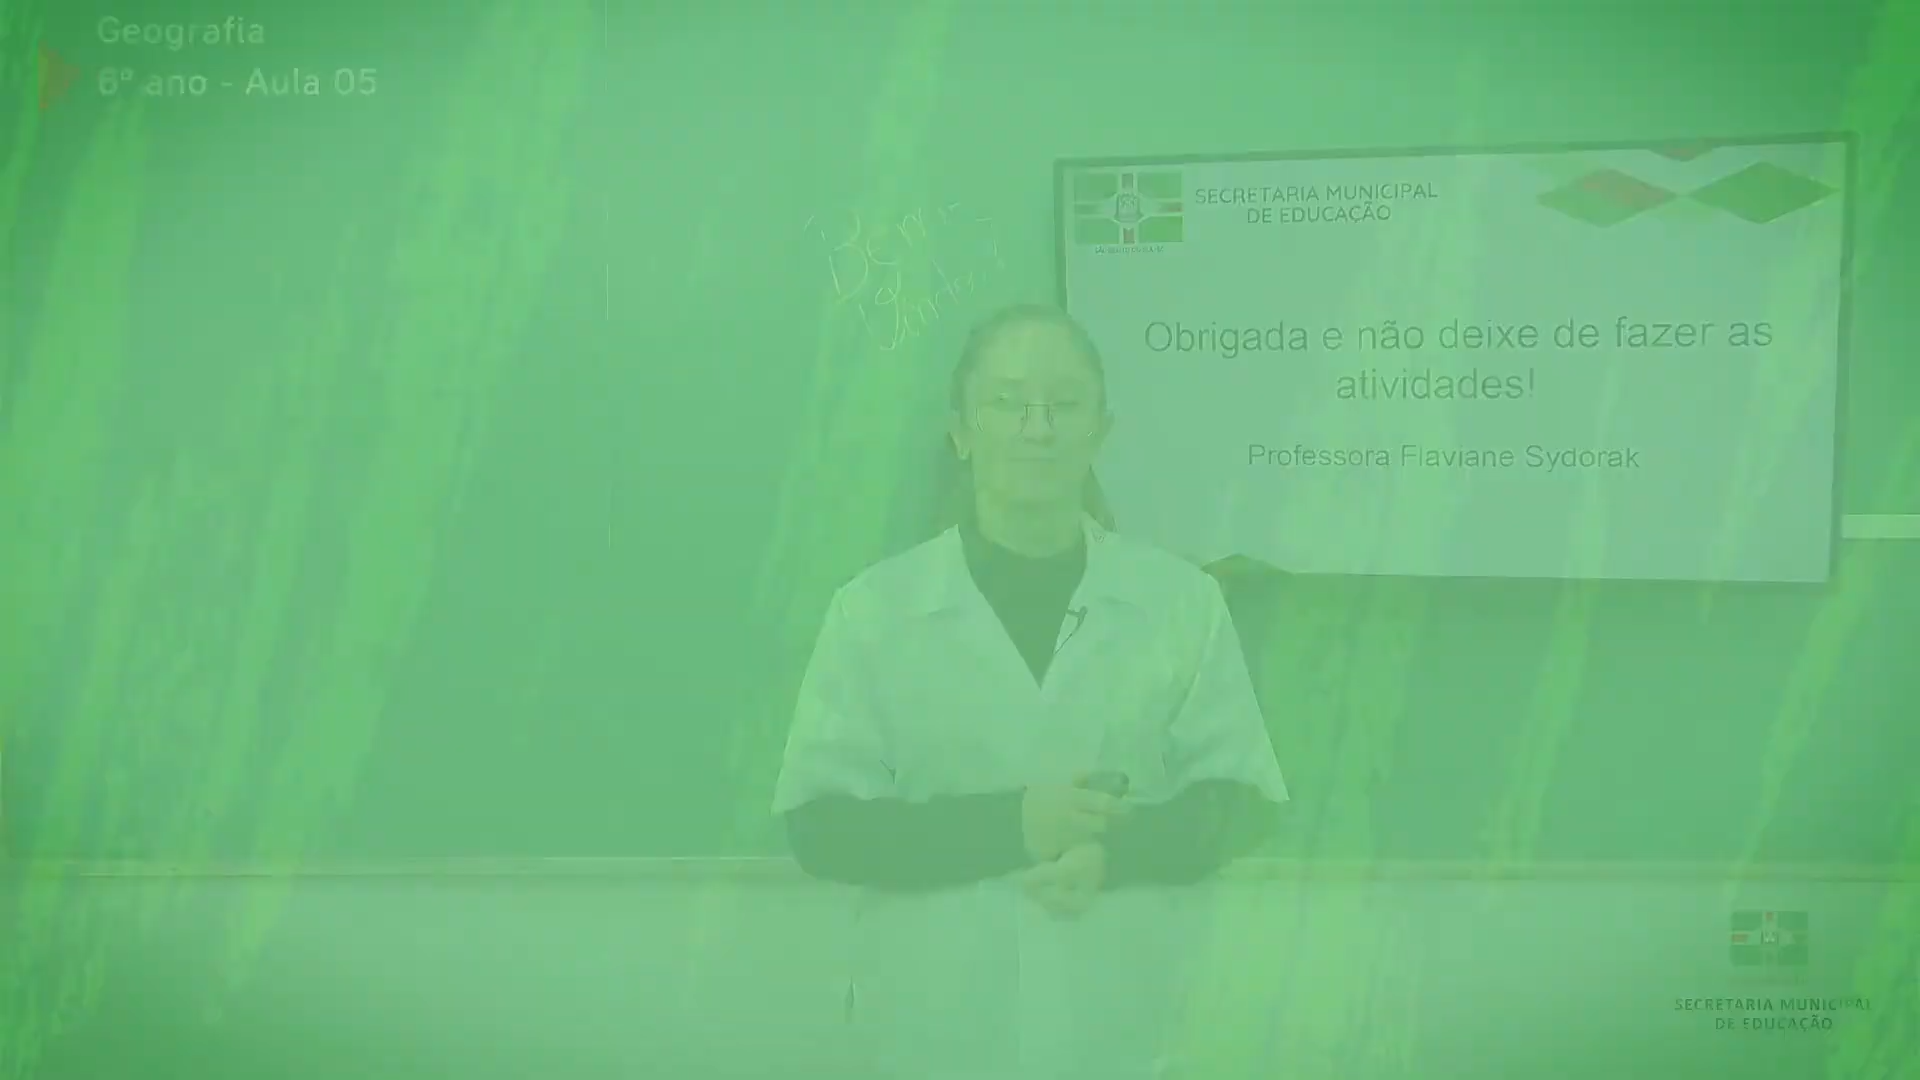 Geografia
6º ano - Aula 05
SECRETARIA MUNICIPAL
DE EDUCAÇÃO
Obrigada e não deixe de fazer as
atividades!
Professora Flaviane Sydorak
SECRETARIA MUNICIPAL
DE EDUCAÇÃO